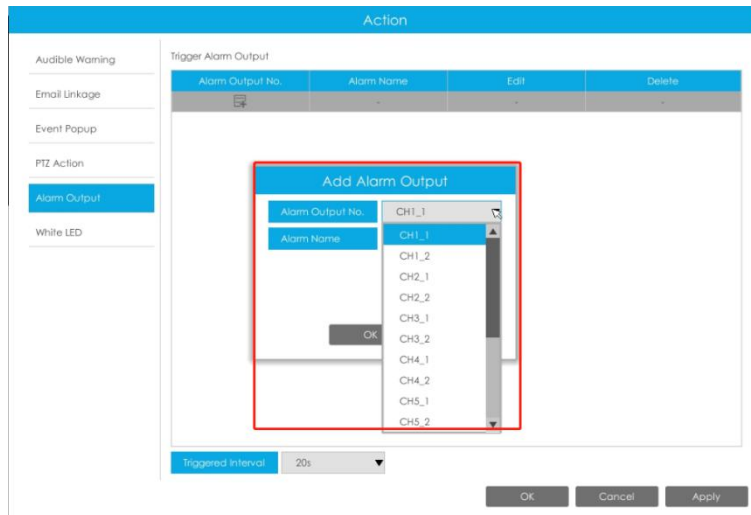 Action
Audible Warning
Email Linkage
Event Popup
PTZ Action
Alarm Output
White LED
Trigger Alarm Output
Alarm Output No. Alarm Name Edit Delete
- - -
Add Alarm Output
Alarm Output No. CH1_1
Alarm Name
CH1_1
CH1_2
CH2_1
CH2_2
CH3_1
CH3_2
CH4_1
CH4_2
CH5_1
CH5_2
OK
Triggered Interval 20s
OK Cancel Apply